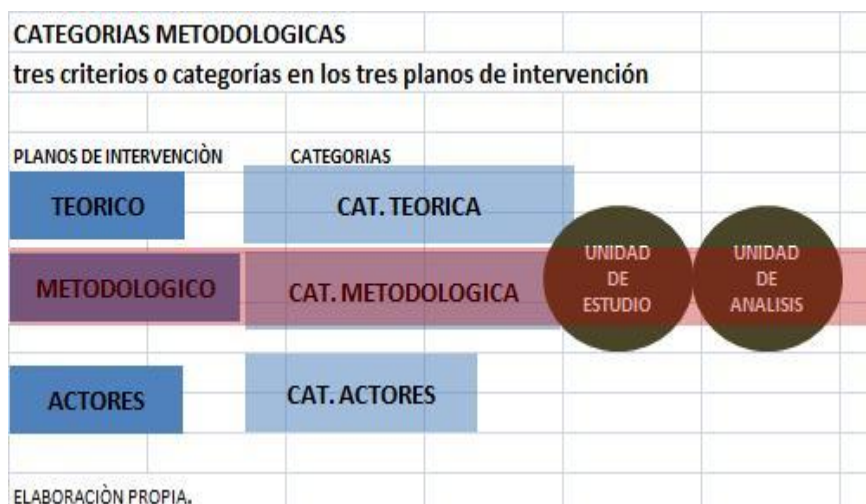 CATEGORIAS METODOLOGICAS
tres criterios o categorías en los tres planos de intervención
PLANOS DE INTERVENCIÒN CATEGORIAS
TEORICO CAT. TEORICA
METODOLOGICO CAT. METODOLOGICA
UNIDAD
DE
ESTUDIO
UNIDAD
DE
ANALISIS
ACTORES CAT. ACTORES
ELABORACIÒN PROPIA.